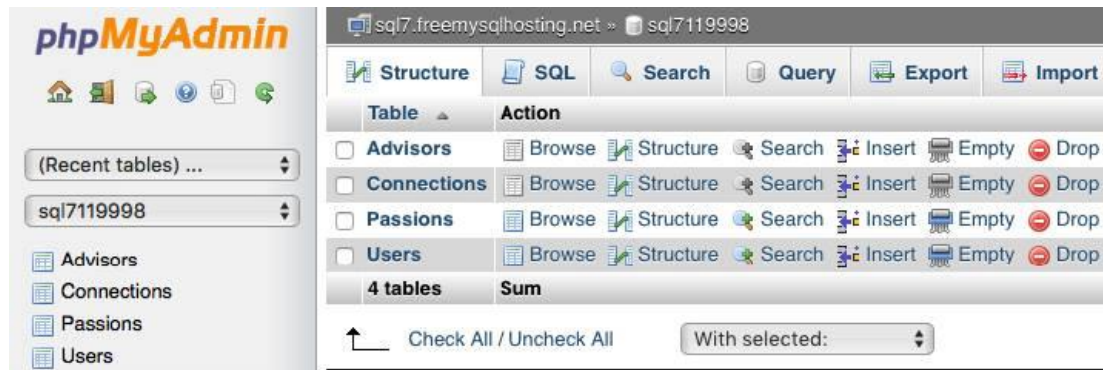 phpMyAdmin
(Recent tables) ...
sql7119998
Advisors
Connections
Passions
Users
sql7.freemysqlhosting.net » sql7119998
Structure SQL Search Query Export Import
Table Action
Advisors Browse Structure Search Insert Empty Drop
Connections Browse Structure Search Insert Empty Drop
Passions Browse Structure Search Insert Empty Drop
Users Browse Structure Search Insert Empty Drop
4 tables Sum
Check All / Uncheck All With selected: